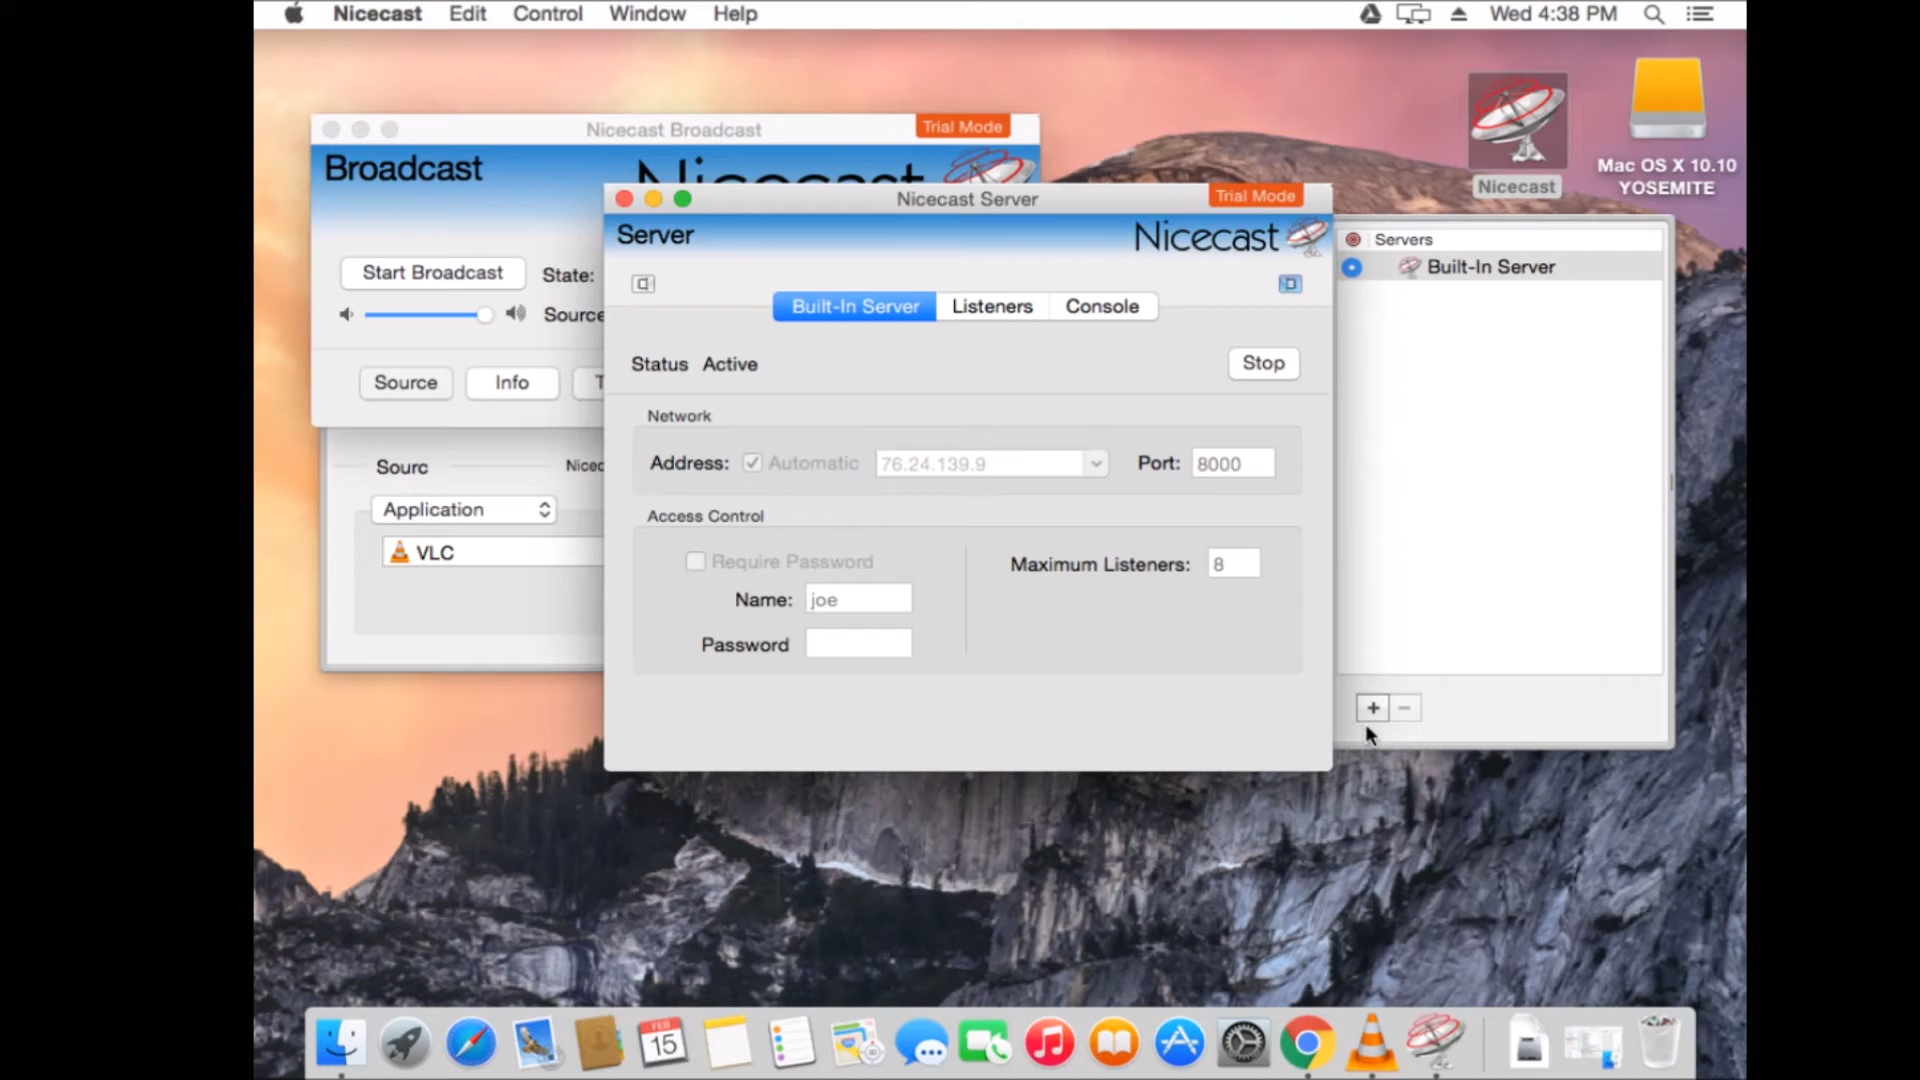 Nicecast Edit Control Window Help Wed 4:38 PM
Nicecast
Mac OS X 10.10
YOSEMITE
Nicecast Broadcast Trial Mode
Broadcast Nicecast
Start Broadcast State:
Source
Source Info T
Sourc Nicec
Application
VLC
Nicecast Server Trial Mode
Server Nicecast
Built-In Server Listeners Console
Status Active Stop
Network
Address: Automatic 76.24.139.9 Port: 8000
Access Control
Require Password
Name: joe
Password
Maximum Listeners: 8
Servers
Built-In Server
+ −
FEB
15